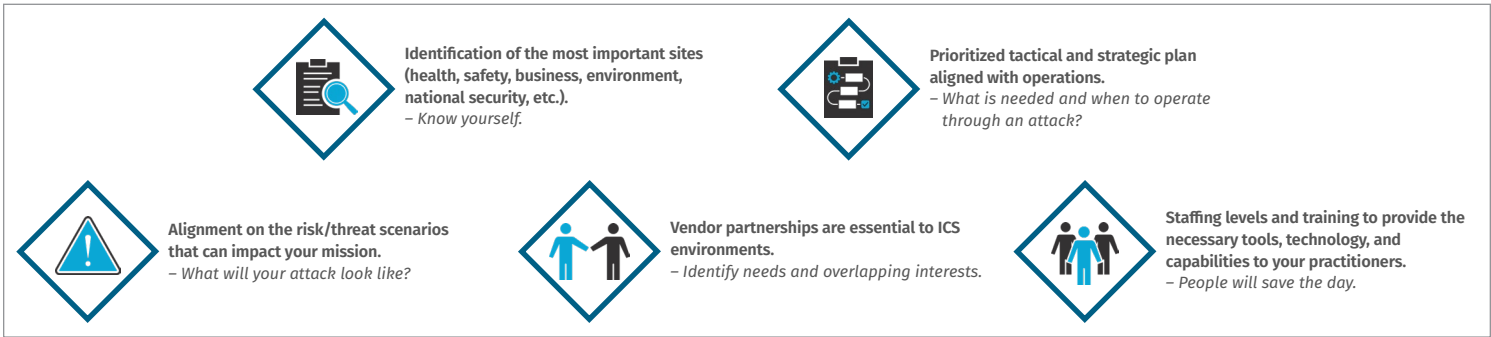 Identification of the most important sites
(health, safety, business, environment,
national security, etc.).
– Know yourself.
Prioritized tactical and strategic plan
aligned with operations.
– What is needed and when to operate
through an attack?
Alignment on the risk/threat scenarios
that can impact your mission.
– What will your attack look like?
Vendor partnerships are essential to ICS
environments.
– Identify needs and overlapping interests.
Staffing levels and training to provide the
necessary tools, technology, and
capabilities to your practitioners.
– People will save the day.